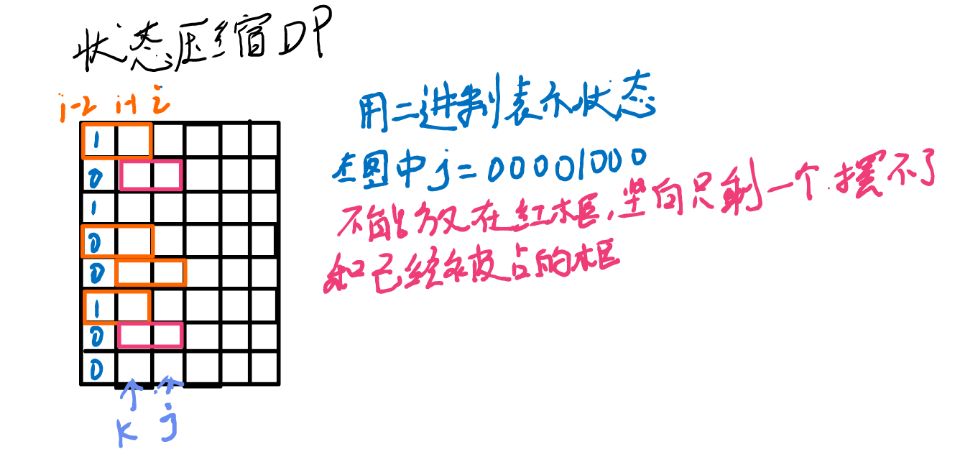 状态压缩DP
i-2 i-1 i
用二进制表示状态
左图中j=00001000
不能放在红框,竖向只剩一个摆不了
和已经被占的框
1
0
1
0
0
1
0
0
k j